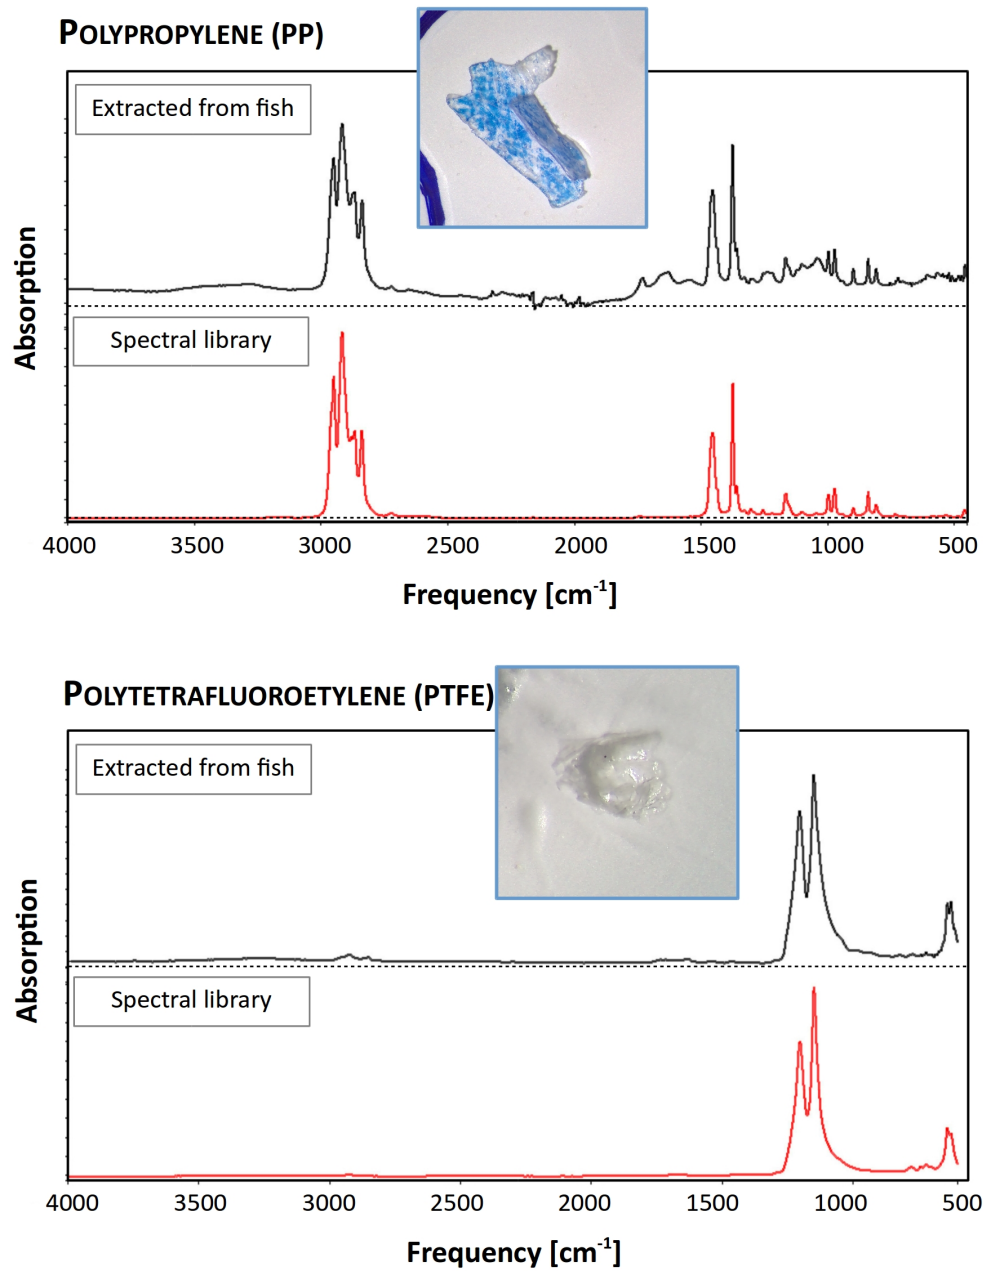 POLYPROPYLENE (PP)
Extracted from fish
Spectral library
Absorption
4000 3500 3000 2500 2000 1500 1000 500
Frequency [cm-1]
POLYTETRAFLUOROETYLENE (PTFE)
Extracted from fish
Spectral library
Absorption
4000 3500 3000 2500 2000 1500 1000 500
Frequency [cm-1]